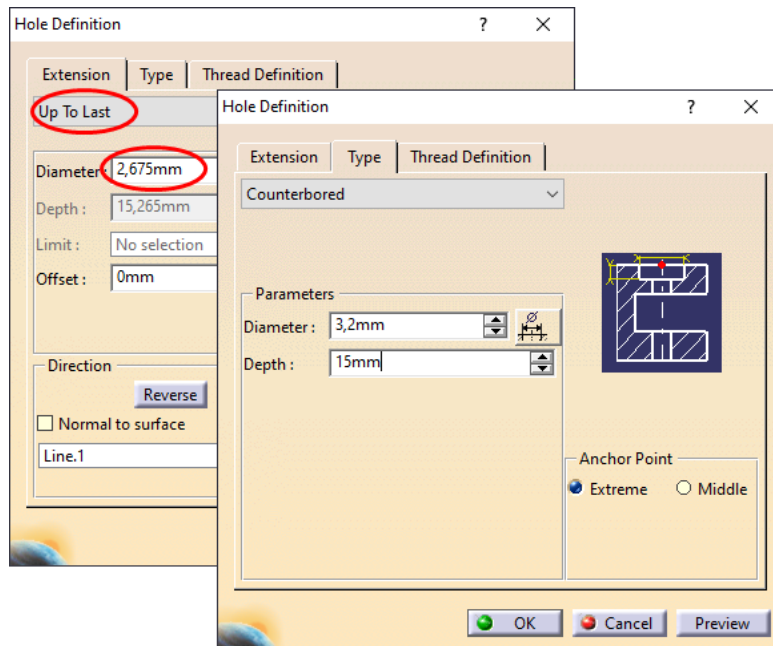 Hole Definition ? ×
Extension Type Thread Definition
Up To Last
Diameter: 2,675mm
Depth : 15,265mm
Limit : No selection
Offset : 0mm
Direction
Reverse
Normal to surface
Line.1
Hole Definition ? ×
Extension Type Thread Definition
Counterbored
Parameters
Diameter : 3,2mm
Depth : 15mm
Anchor Point
Extreme Middle
OK Cancel Preview